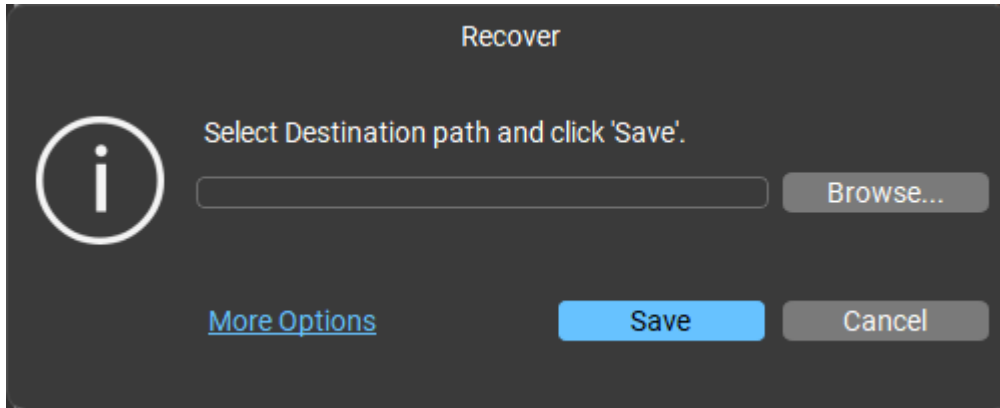 Recover
Select Destination path and click 'Save'.
Browse...
More Options
Save
Cancel